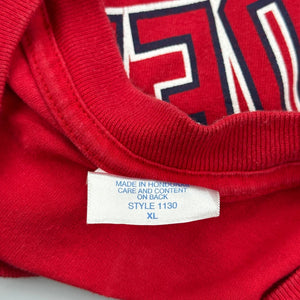 MADE IN HONDURAS
CARE AND CONTENT
ON BACK
STYLE 1130
XL